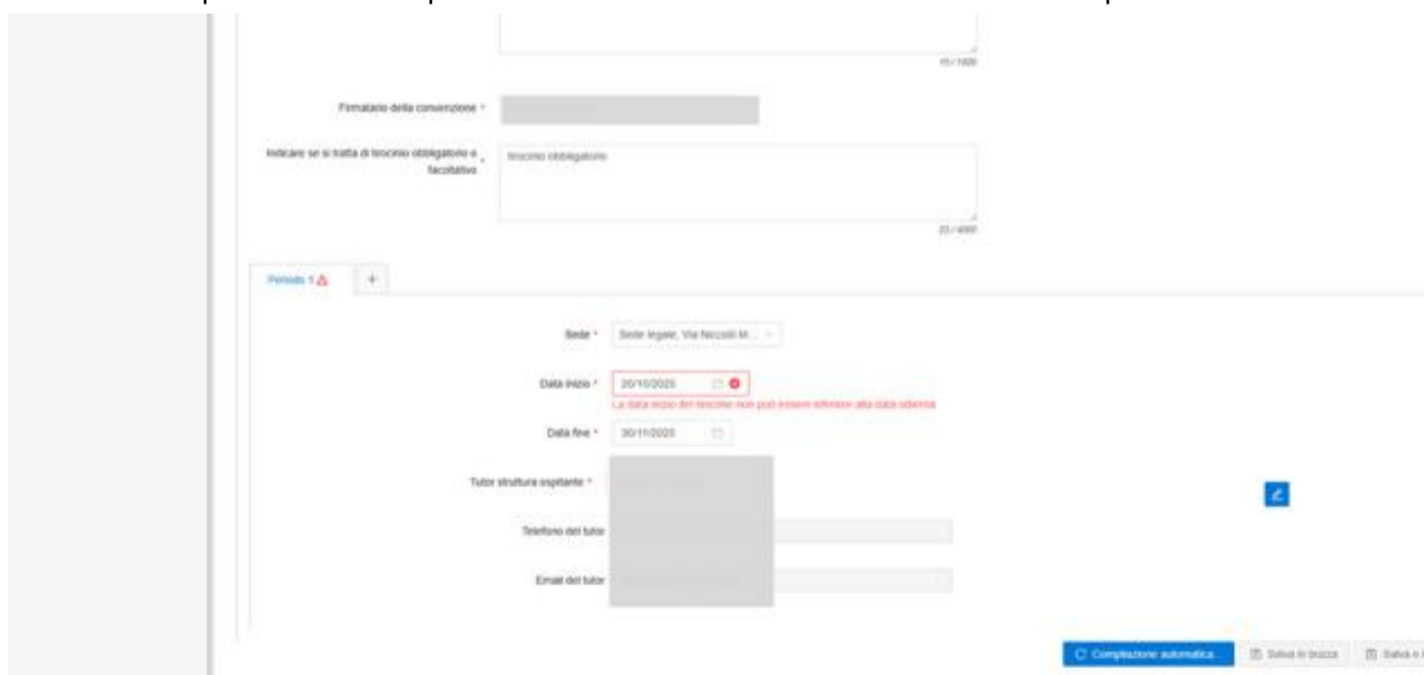 15 / 1000
Firmatario della convenzione *
Indicare se si tratta di tirocinio obbligatorio o facoltativo *
tirocinio obbligatorio
23 / 4000
Periodo 1
+
Sede *
Sede legale, Via Niccolò M...
Data inizio *
20/10/2025
La data inizio del tirocinio non può essere inferiore alla data odierna
Data fine *
30/11/2025
Tutor struttura ospitante *
Telefono del tutor
Email del tutor
Compilazione automatica...
Salva in bozza
Salva e